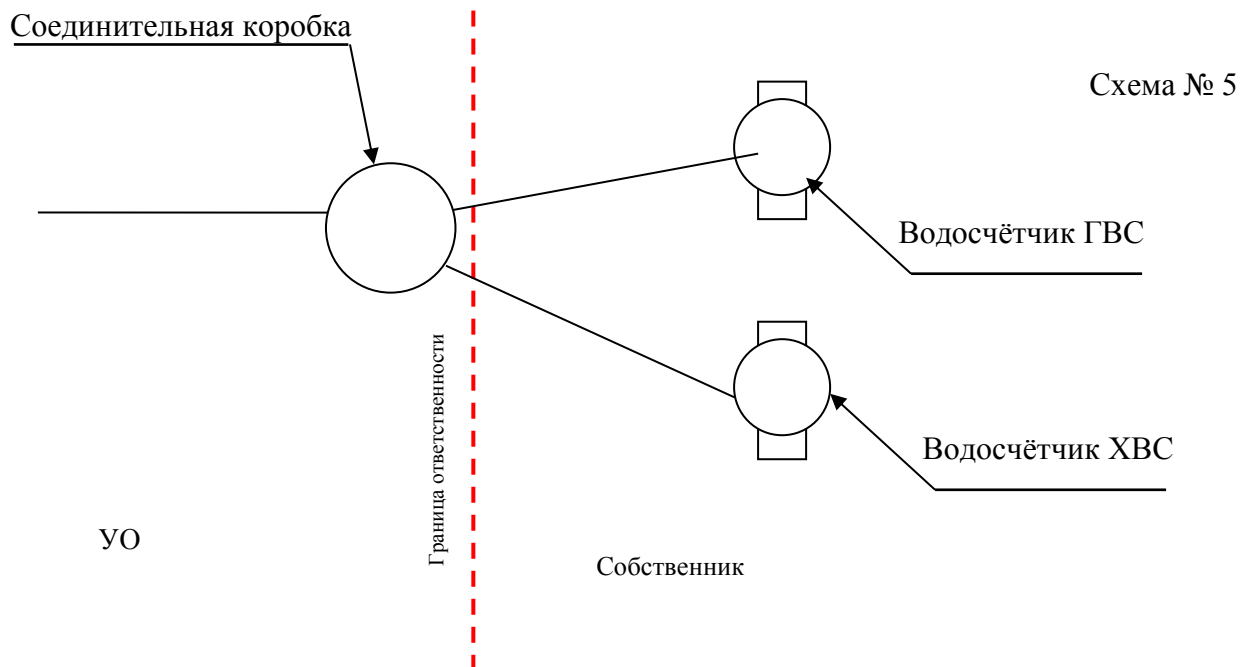 Соединительная коробка
Схема № 5
Водосчётчик ГВС
Граница ответственности
Водосчётчик ХВС
УО
Собственник